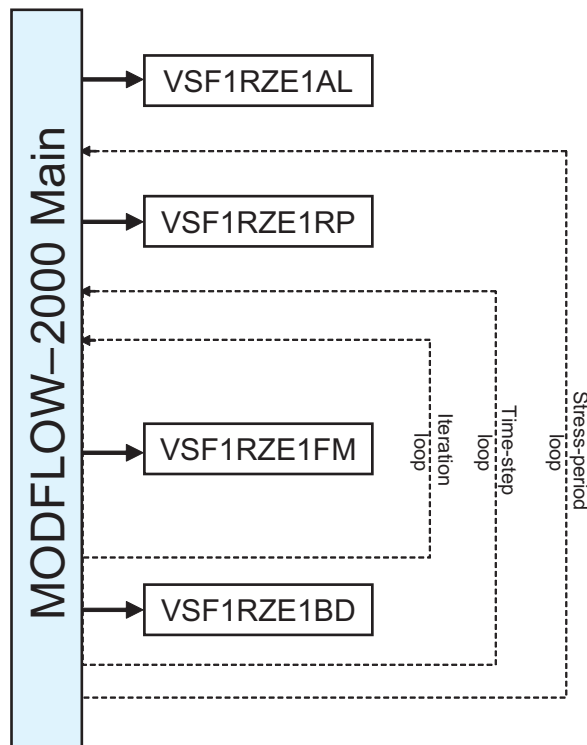 MODFLOW–2000 Main
VSF1RZE1AL
VSF1RZE1RP
VSF1RZE1FM
VSF1RZE1BD
Iteration
loop
Time-step
loop
Stress-period
loop